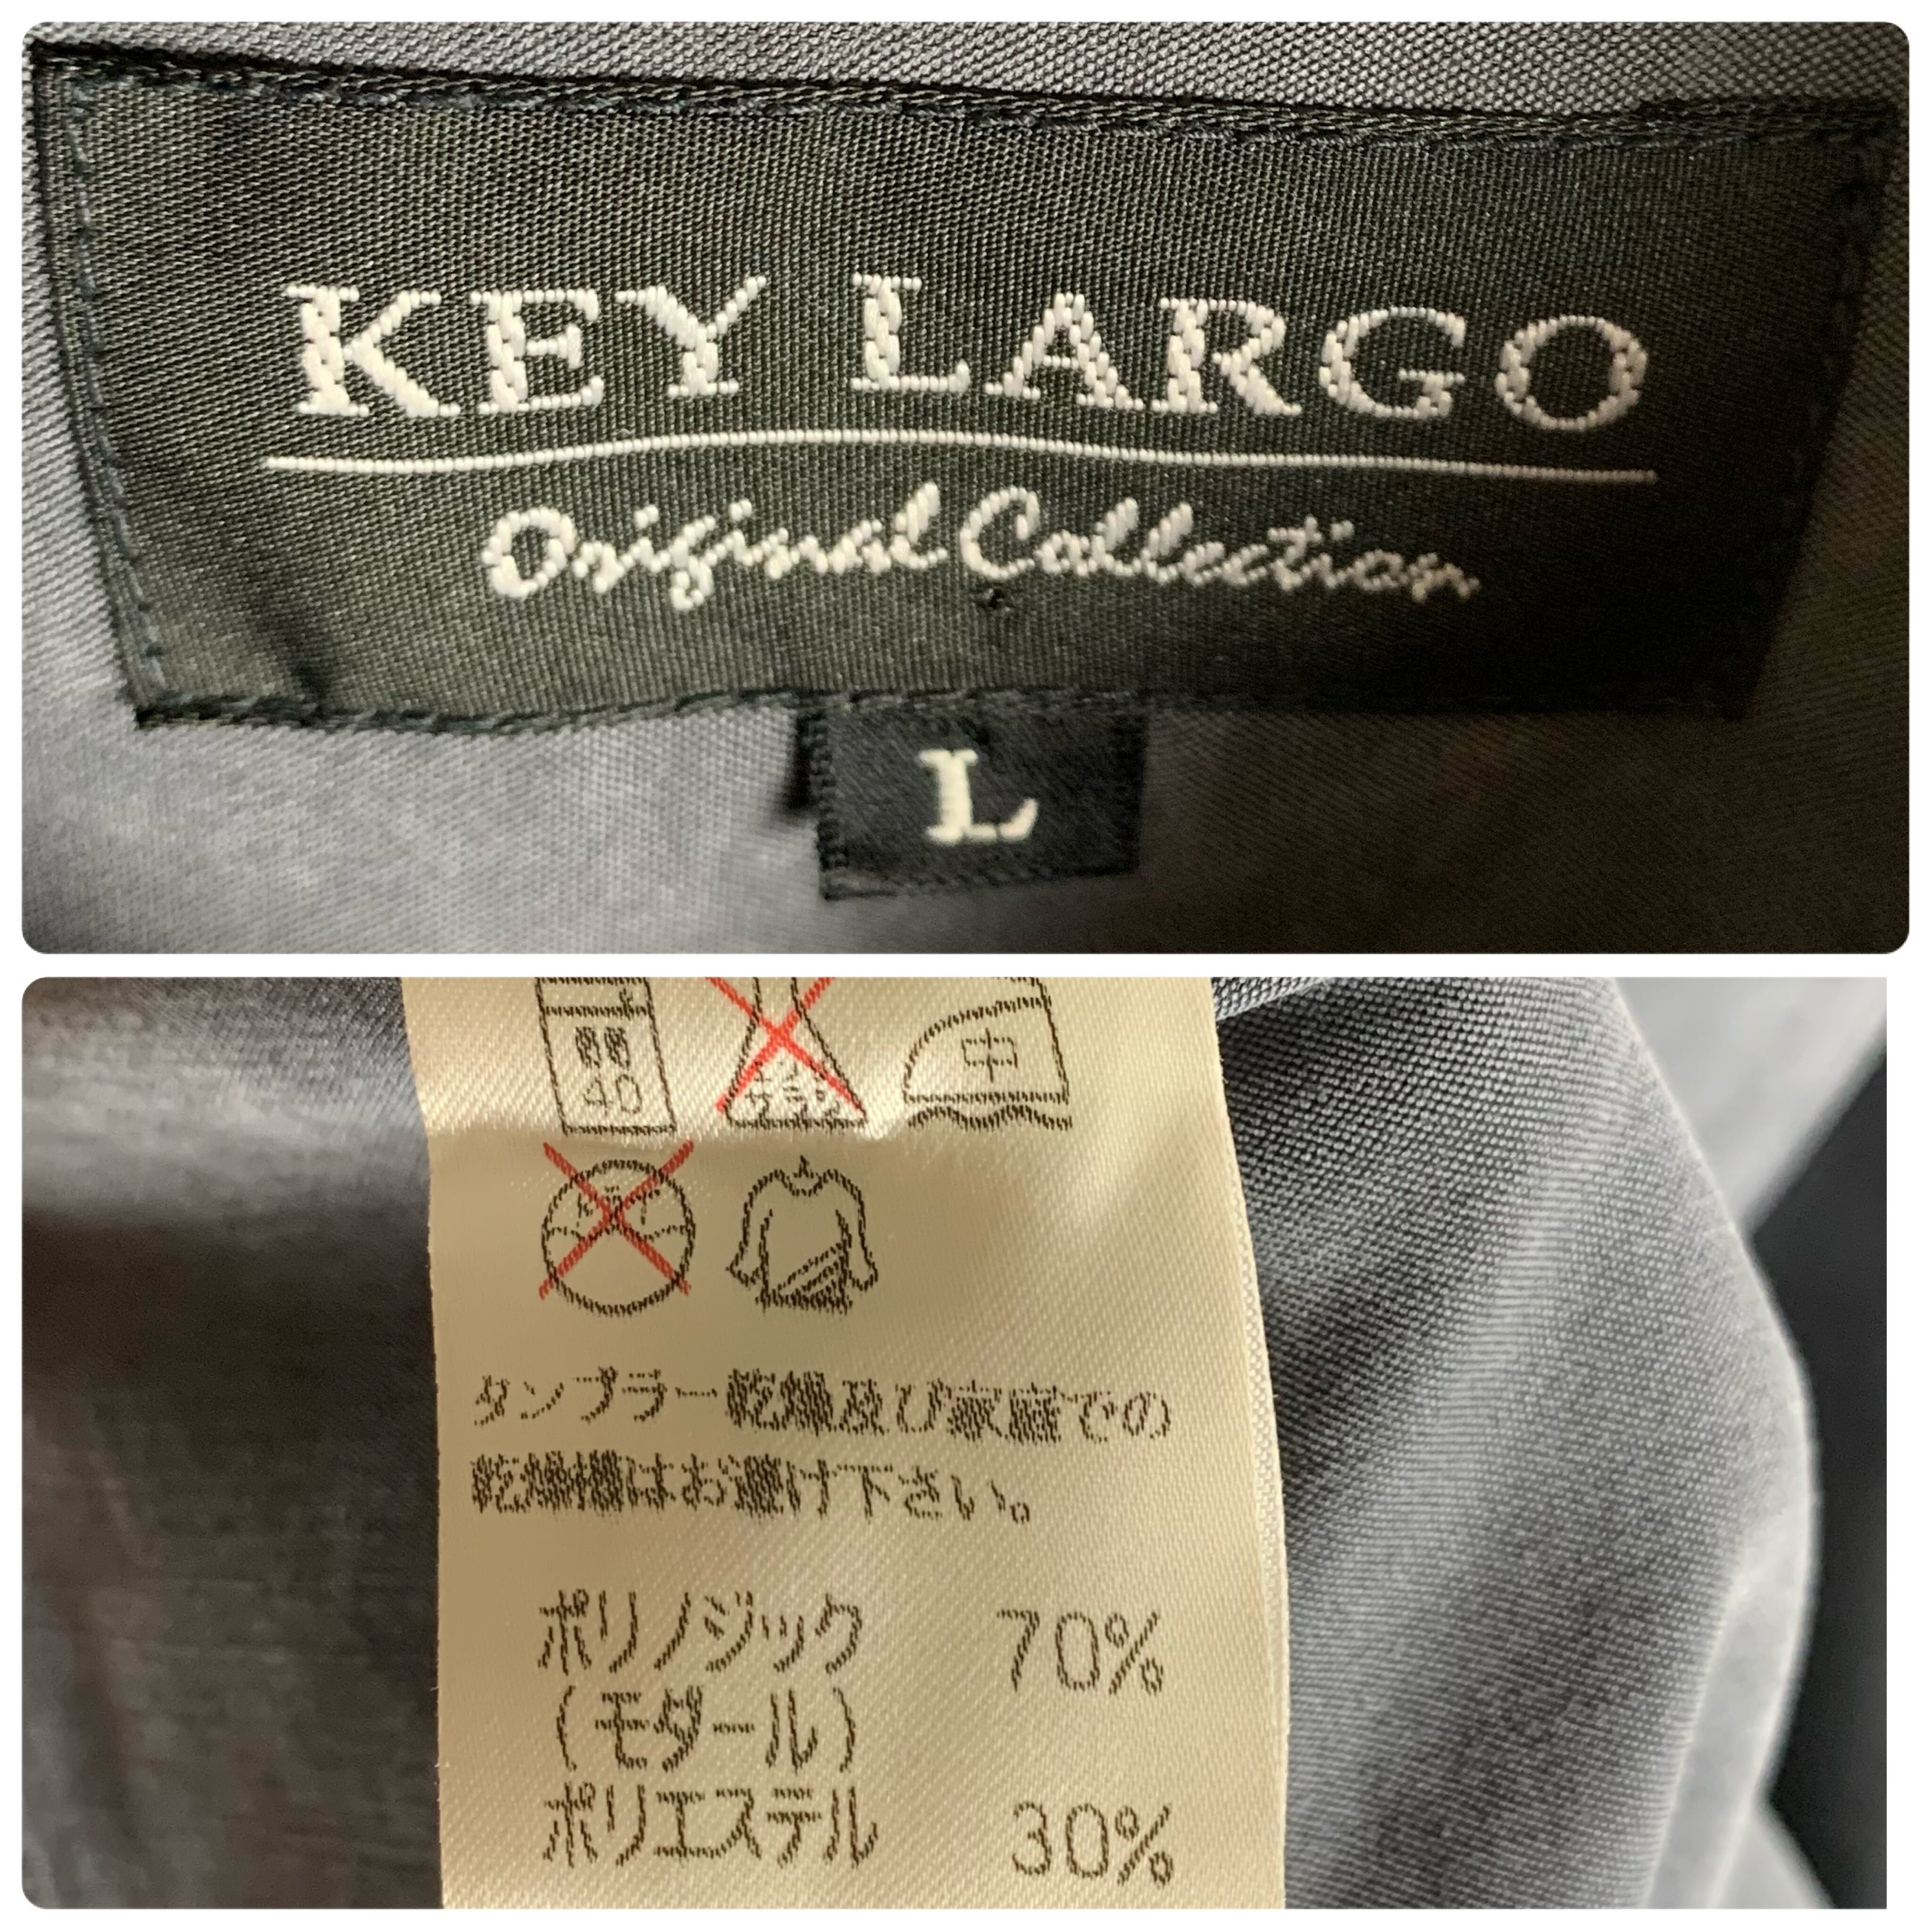 KEY LARGO
Original Collection
L
40
中
タンブラー乾燥及び家庭での
乾燥機はお避け下さい。
ポリノジック 70%
(モダール)
ポリエステル 30%